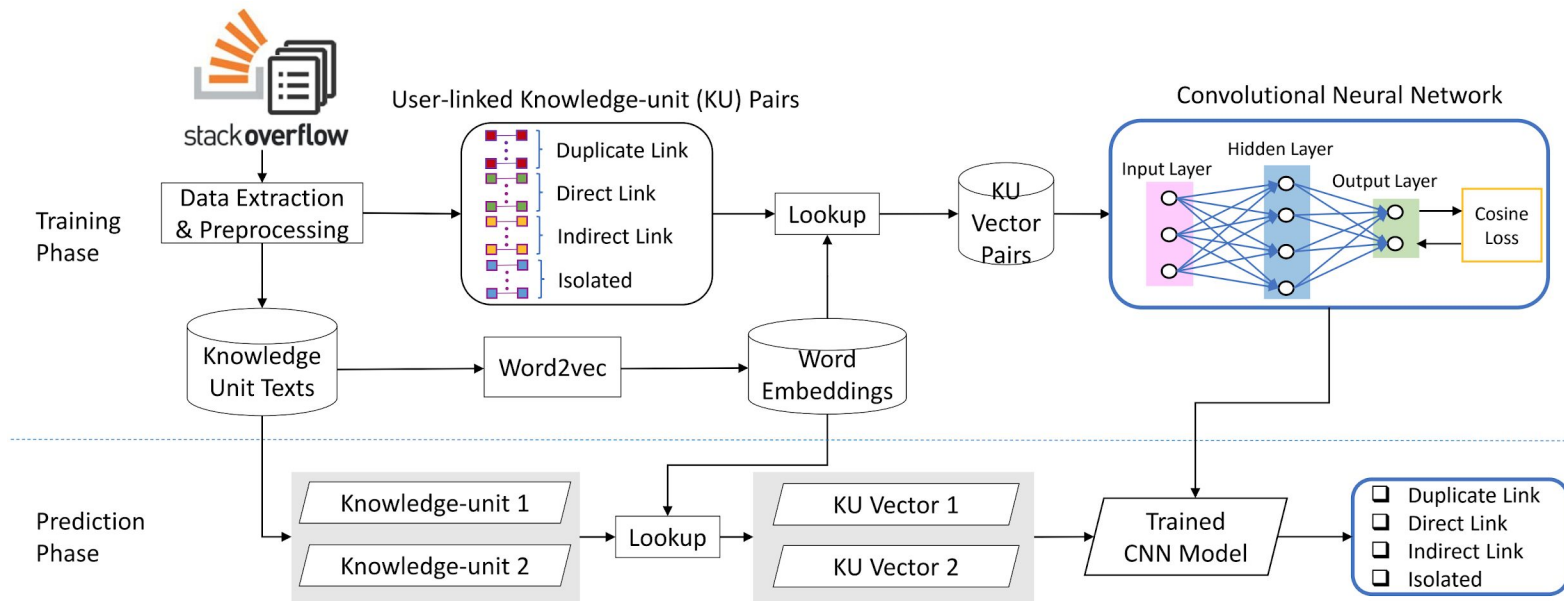 stackoverflow
User-linked Knowledge-unit (KU) Pairs
Convolutional Neural Network
Training
Phase
Data Extraction
& Preprocessing
Duplicate Link
Direct Link
Indirect Link
Isolated
Lookup
KU
Vector
Pairs
Input Layer
Hidden Layer
Output Layer
Cosine
Loss
Knowledge
Unit Texts
Word2vec
Word
Embeddings
Prediction
Phase
Knowledge-unit 1
Knowledge-unit 2
Lookup
KU Vector 1
KU Vector 2
Trained
CNN Model
Duplicate Link
Direct Link
Indirect Link
Isolated